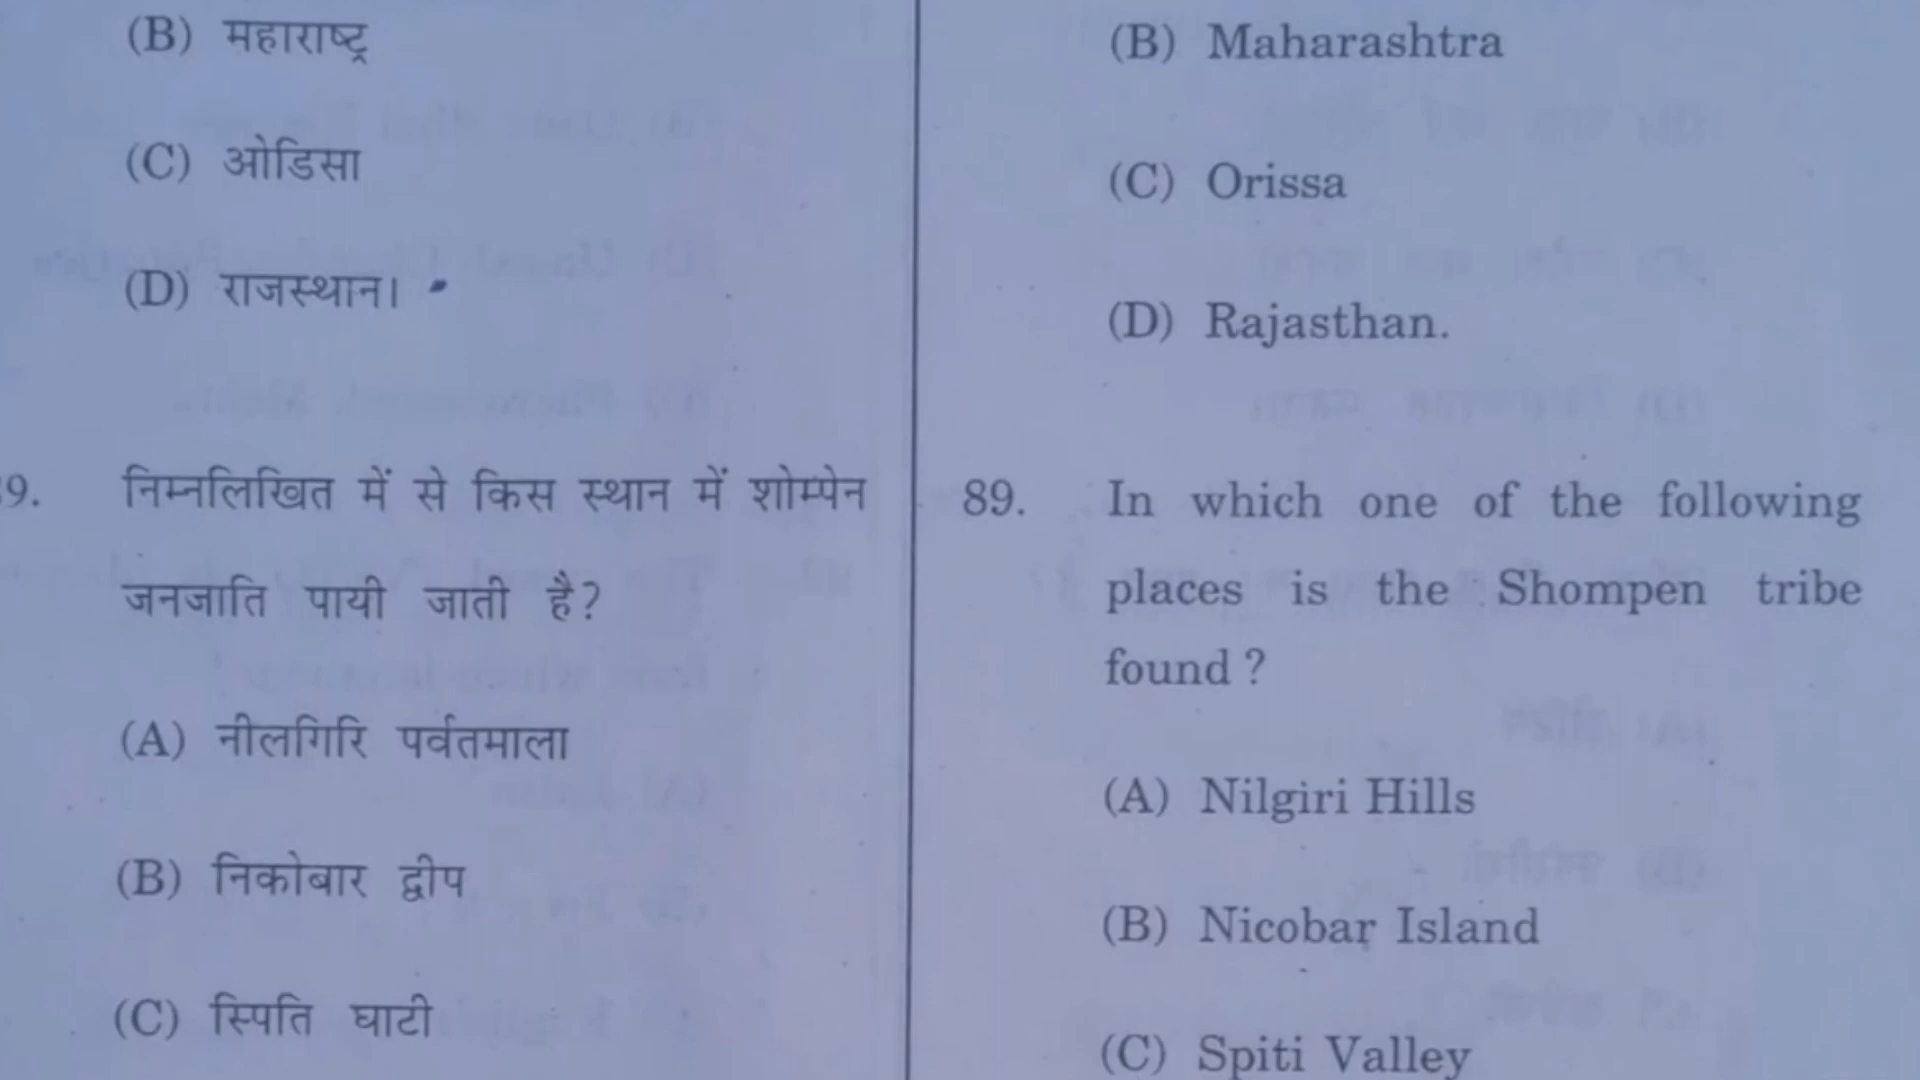 (B) महाराष्ट्र
(C) ओडिसा
(D) राजस्थान।
9. निम्नलिखित में से किस स्थान में शोम्पेन
जनजाति पायी जाती है?
(A) नीलगिरि पर्वतमाला
(B) निकोबार द्वीप
(C) स्पिति घाटी
(B) Maharashtra
(C) Orissa
(D) Rajasthan.
89. In which one of the following
places is the Shompen tribe
found ?
(A) Nilgiri Hills
(B) Nicobar Island
(C) Spiti Valley